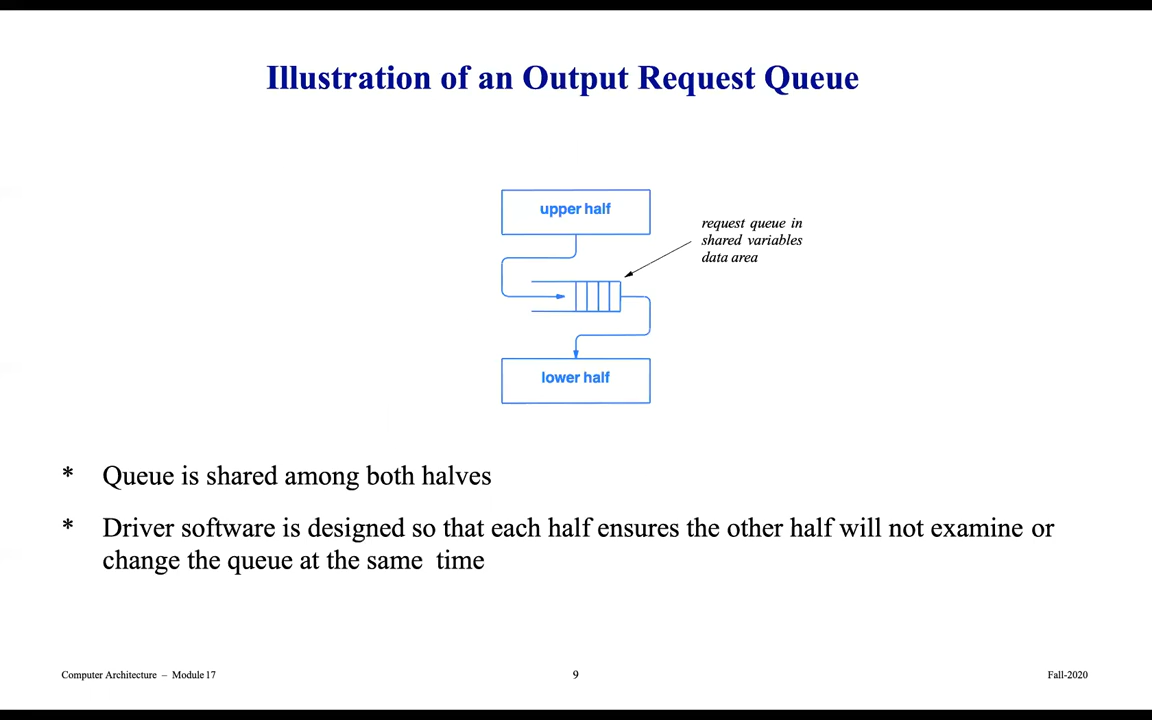 Illustration of an Output Request Queue
upper half
request queue in
shared variables
data area
lower half
* Queue is shared among both halves
* Driver software is designed so that each half ensures the other half will not examine or
change the queue at the same time
Computer Architecture – Module 17
9
Fall-2020